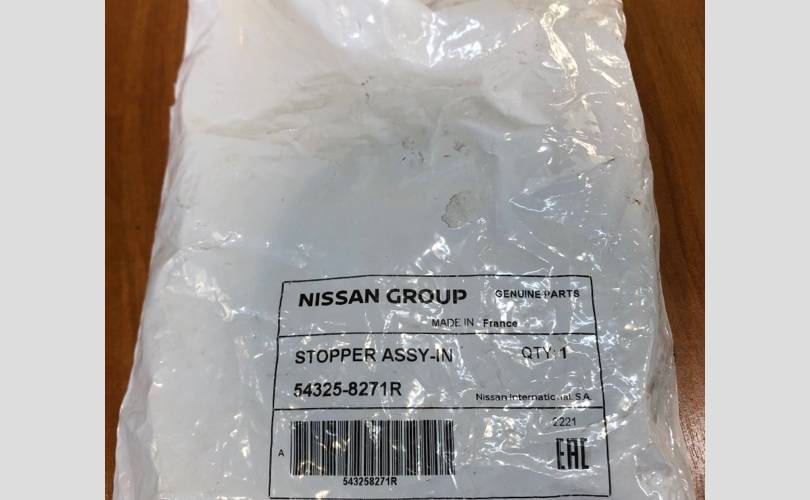 NISSAN GROUP GENUINE PARTS
MADE IN France
STOPPER ASSY-IN QTY: 1
54325-8271R
Nissan International. S.A.
2221
A
EAC
543258271R